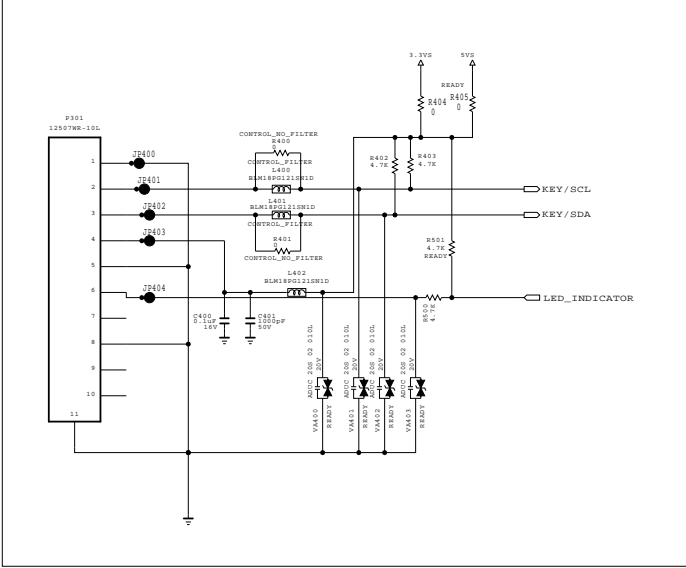 3.3VS
5VS
READY
R404
0
R405
0
P301
12507WR-10L
1
2
3
4
5
6
7
8
9
10
11
JP400
JP401
JP402
JP403
JP404
CONTROL_NO_FILTER
R400
0
CONTROL_FILTER
L400
BLM18PG121SN1D
L401
BLM18PG121SN1D
CONTROL_FILTER
R401
0
CONTROL_NO_FILTER
R402
4.7K
R403
4.7K
KEY/SCL
KEY/SDA
R501
4.7K
READY
L402
BLM18PG121SN1D
LED_INDICATOR
R500
4.7K
C400
0.1uF
16V
C401
1000pF
50V
ADUC 20S 02 010L
20V
VA400
READY
ADUC 20S 02 010L
20V
VA401
READY
ADUC 20S 02 010L
20V
VA402
READY
ADUC 20S 02 010L
20V
VA403
READY